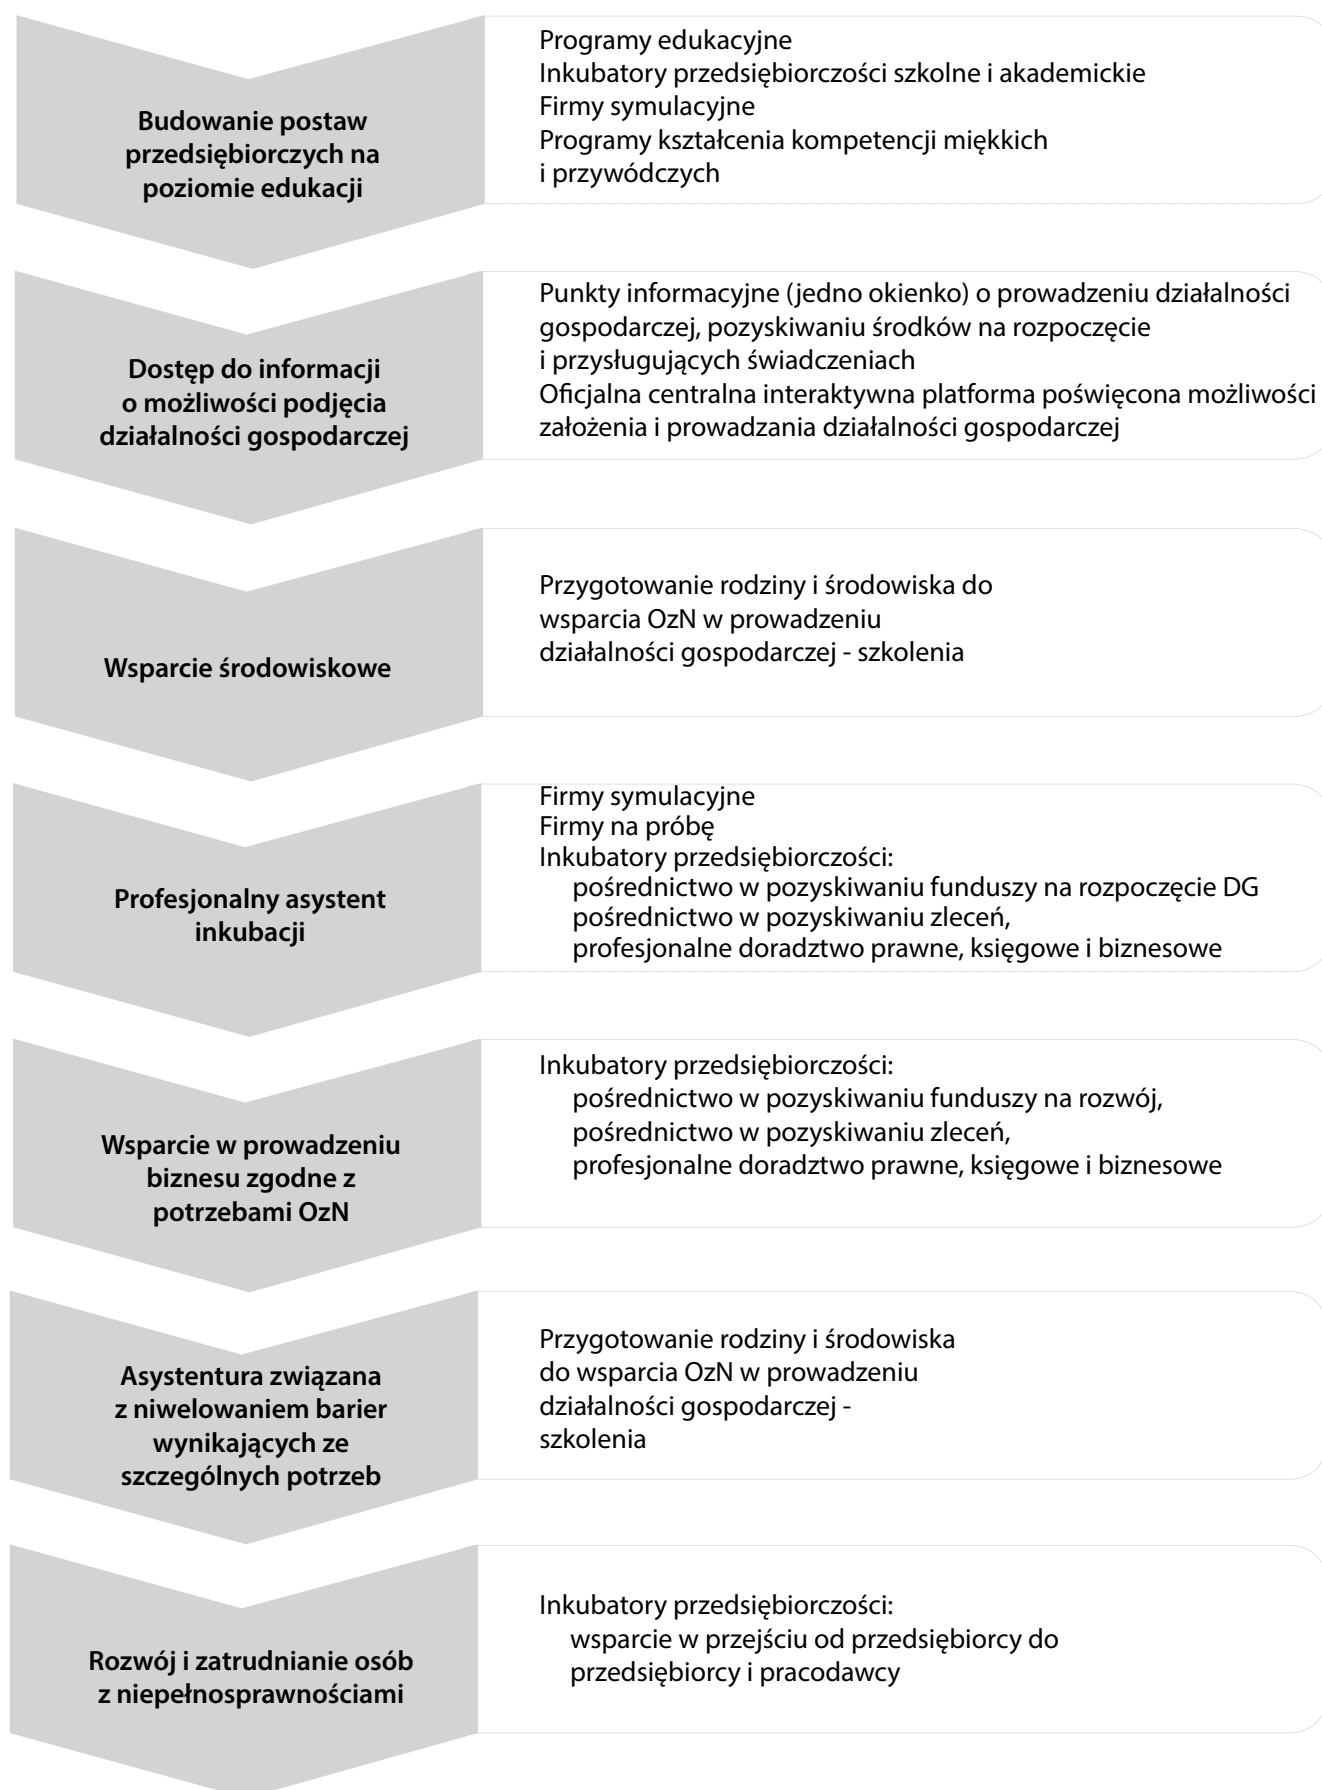 Budowanie postaw
przedsiębiorczych na
poziomie edukacji
Programy edukacyjne
Inkubatory przedsiębiorczości szkolne i akademickie
Firmy symulacyjne
Programy kształcenia kompetencji miękkich
i przywódczych
Dostęp do informacji
o możliwości podjęcia
działalności gospodarczej
Punkty informacyjne (jedno okienko) o prowadzeniu działalności
gospodarczej, pozyskiwaniu środków na rozpoczęcie
i przysługujących świadczeniach
Oficjalna centralna interaktywna platforma poświęcona możliwości
założenia i prowadzania działalności gospodarczej
Wsparcie środowiskowe
Przygotowanie rodziny i środowiska do
wsparcia OzN w prowadzeniu
działalności gospodarczej - szkolenia
Profesjonalny asystent
inkubacji
Firmy symulacyjne
Firmy na próbę
Inkubatory przedsiębiorczości:
pośrednictwo w pozyskiwaniu funduszy na rozpoczęcie DG
pośrednictwo w pozyskiwaniu zleceń,
profesjonalne doradztwo prawne, księgowe i biznesowe
Wsparcie w prowadzeniu
biznesu zgodne z
potrzebami OzN
Inkubatory przedsiębiorczości:
pośrednictwo w pozyskiwaniu funduszy na rozwój,
pośrednictwo w pozyskiwaniu zleceń,
profesjonalne doradztwo prawne, księgowe i biznesowe
Asystentura związana
z niwelowaniem barier
wynikających ze
szczególnych potrzeb
Przygotowanie rodziny i środowiska
do wsparcia OzN w prowadzeniu
działalności gospodarczej -
szkolenia
Rozwój i zatrudnianie osób
z niepełnosprawnościami
Inkubatory przedsiębiorczości:
wsparcie w przejściu od przedsiębiorcy do
przedsiębiorcy i pracodawcy